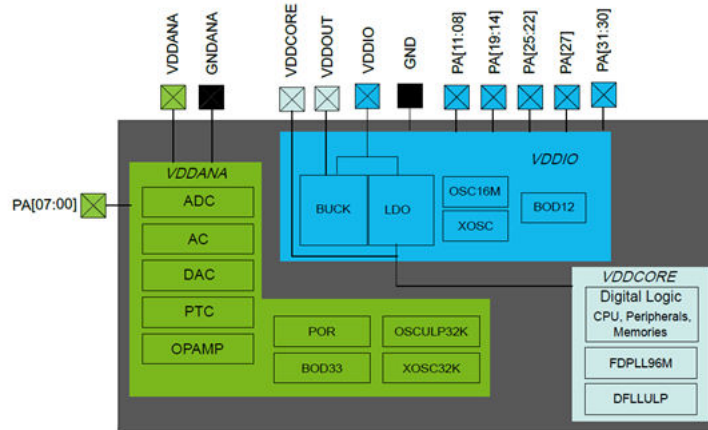 VDDANA
GNDANA
VDDCORE
VDDOUT
VDDIO
GND
PA[11:08]
PA[19:14]
PA[25:22]
PA[27]
PA[31:30]
PA[07:00]
VDDANA
ADC
AC
DAC
PTC
OPAMP
POR
OSCULP32K
BOD33
XOSC32K
VDDIO
BUCK
LDO
OSC16M
XOSC
BOD12
VDDCORE
Digital Logic
CPU, Peripherals,
Memories
FDPLL96M
DFLLULP